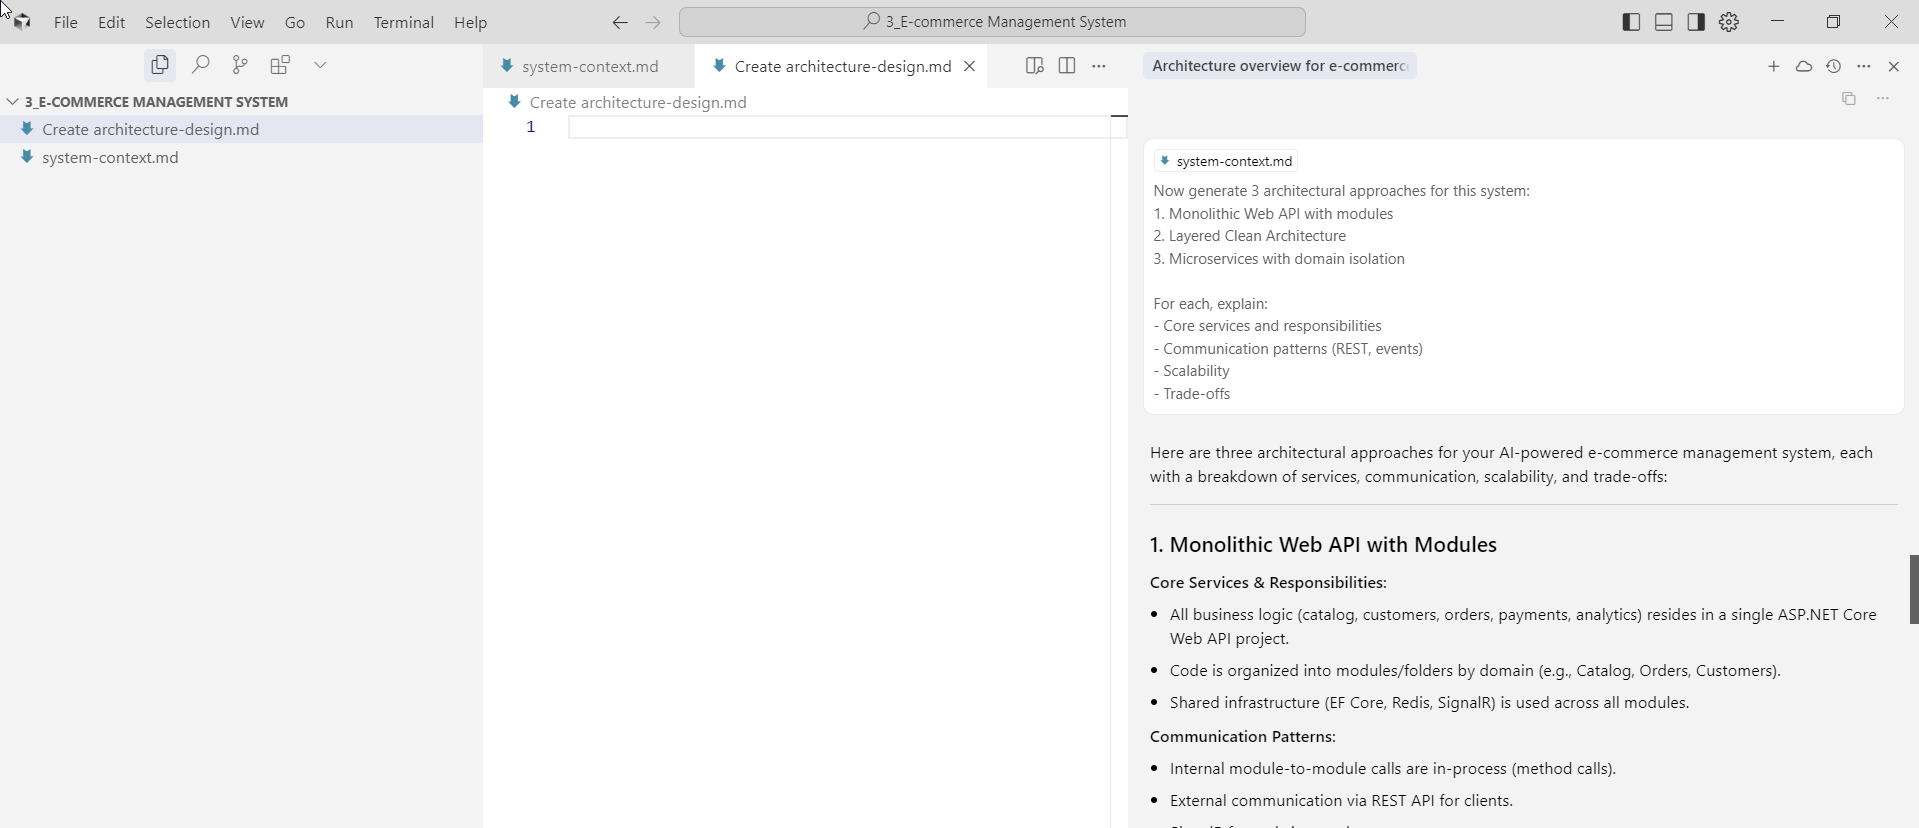 File Edit Selection View Go Run Terminal Help
3_E-commerce Management System
system-context.md
Create architecture-design.md
Architecture overview for e-commerc
3_E-COMMERCE MANAGEMENT SYSTEM
Create architecture-design.md
system-context.md
Create architecture-design.md
1
system-context.md
Now generate 3 architectural approaches for this system:
1. Monolithic Web API with modules
2. Layered Clean Architecture
3. Microservices with domain isolation
For each, explain:
- Core services and responsibilities
- Communication patterns (REST, events)
- Scalability
- Trade-offs
Here are three architectural approaches for your AI-powered e-commerce management system, each
with a breakdown of services, communication, scalability, and trade-offs:
1. Monolithic Web API with Modules
Core Services & Responsibilities:
• All business logic (catalog, customers, orders, payments, analytics) resides in a single ASP.NET Core
Web API project.
• Code is organized into modules/folders by domain (e.g., Catalog, Orders, Customers).
• Shared infrastructure (EF Core, Redis, SignalR) is used across all modules.
Communication Patterns:
• Internal module-to-module calls are in-process (method calls).
• External communication via REST API for clients.